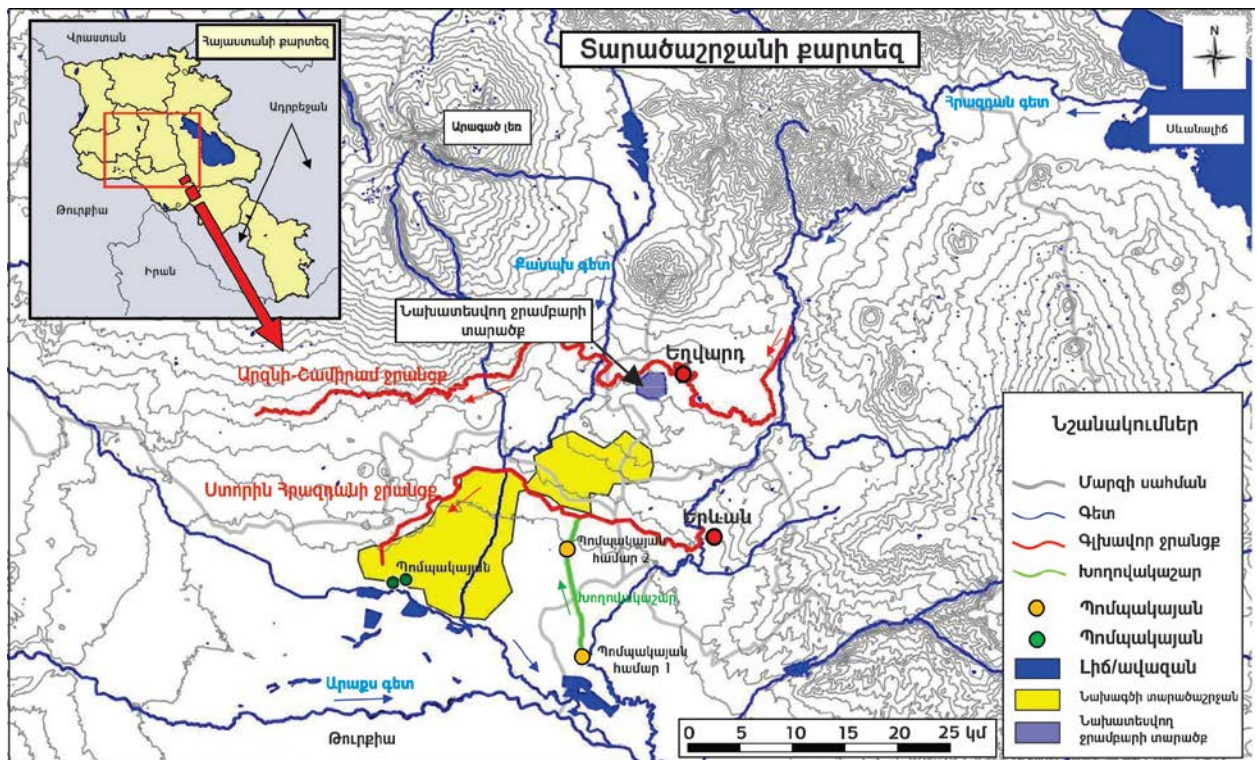 Վրաստան
Հայաստանի քարտեզ
Ադրբեջան
Թուրքիա
Իրան
Տարածաշրջանի քարտեզ
N
Արագած լեռ
Հրազդան գետ
Սևանալիճ
Քասախ գետ
Նախատեսվող ջրամբարի
տարածք
Եղվարդ
Արզնի-Շամիրամ ջրանցք
Ստորին Հրազդանի ջրանցք
Երևան
Պոմպակայան
համար 2
Պոմպակայան
Խողովակաշար
Պոմպակայան
համար 1
Արաքս գետ
Թուրքիա
Նշանակումներ
Մարզի սահման
Գետ
Գլխավոր ջրանցք
Խողովակաշար
Պոմպակայան
Պոմպակայան
Լիճ/ավազան
Նախագծի տարածաշրջան
Նախատեսվող
ջրամբարի տարածք
0 5 10 15 20 25 կմ